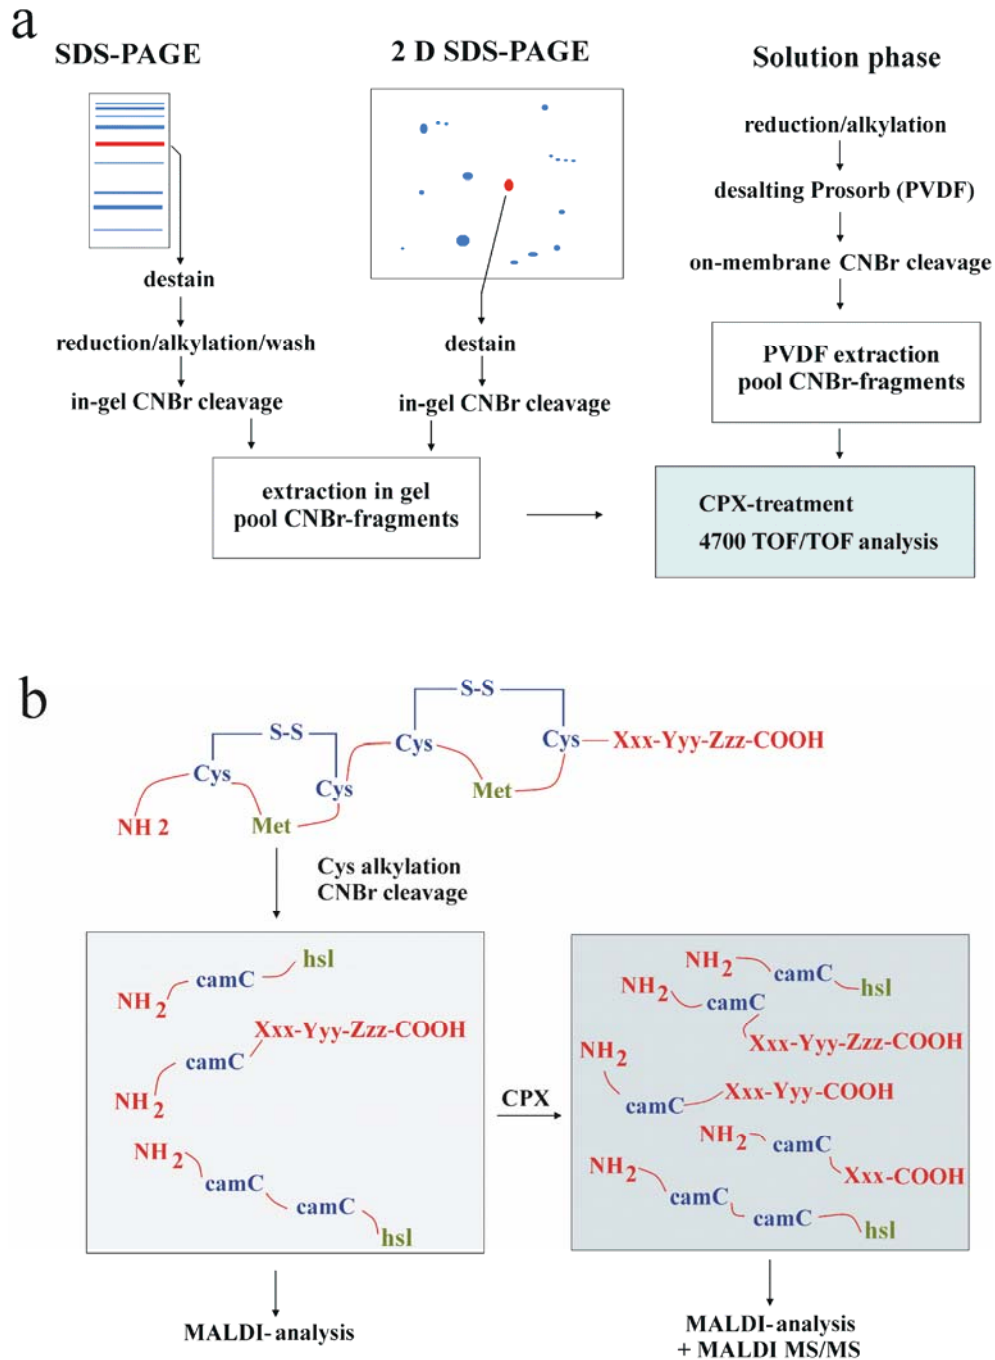 a
SDS-PAGE
destain
reduction/alkylation/wash
in-gel CNBr cleavage
2 D SDS-PAGE
destain
in-gel CNBr cleavage
extraction in gel
pool CNBr-fragments
Solution phase
reduction/alkylation
desalting Prosorb (PVDF)
on-membrane CNBr cleavage
PVDF extraction
pool CNBr-fragments
CPX-treatment
4700 TOF/TOF analysis
b
S-S
S-S
Cys
Cys
Cys
Cys
Xxx-Yyy-Zzz-COOH
NH 2
Met
Met
Cys alkylation
CNBr cleavage
NH2
camC
hsl
NH2
camC
Xxx-Yyy-Zzz-COOH
NH2
camC
camC
hsl
MALDI-analysis
CPX
NH2
camC
hsl
NH2
camC
Xxx-Yyy-Zzz-COOH
NH2
camC
Xxx-Yyy-COOH
NH2
camC
Xxx-COOH
NH2
camC
camC
hsl
MALDI-analysis
+ MALDI MS/MS